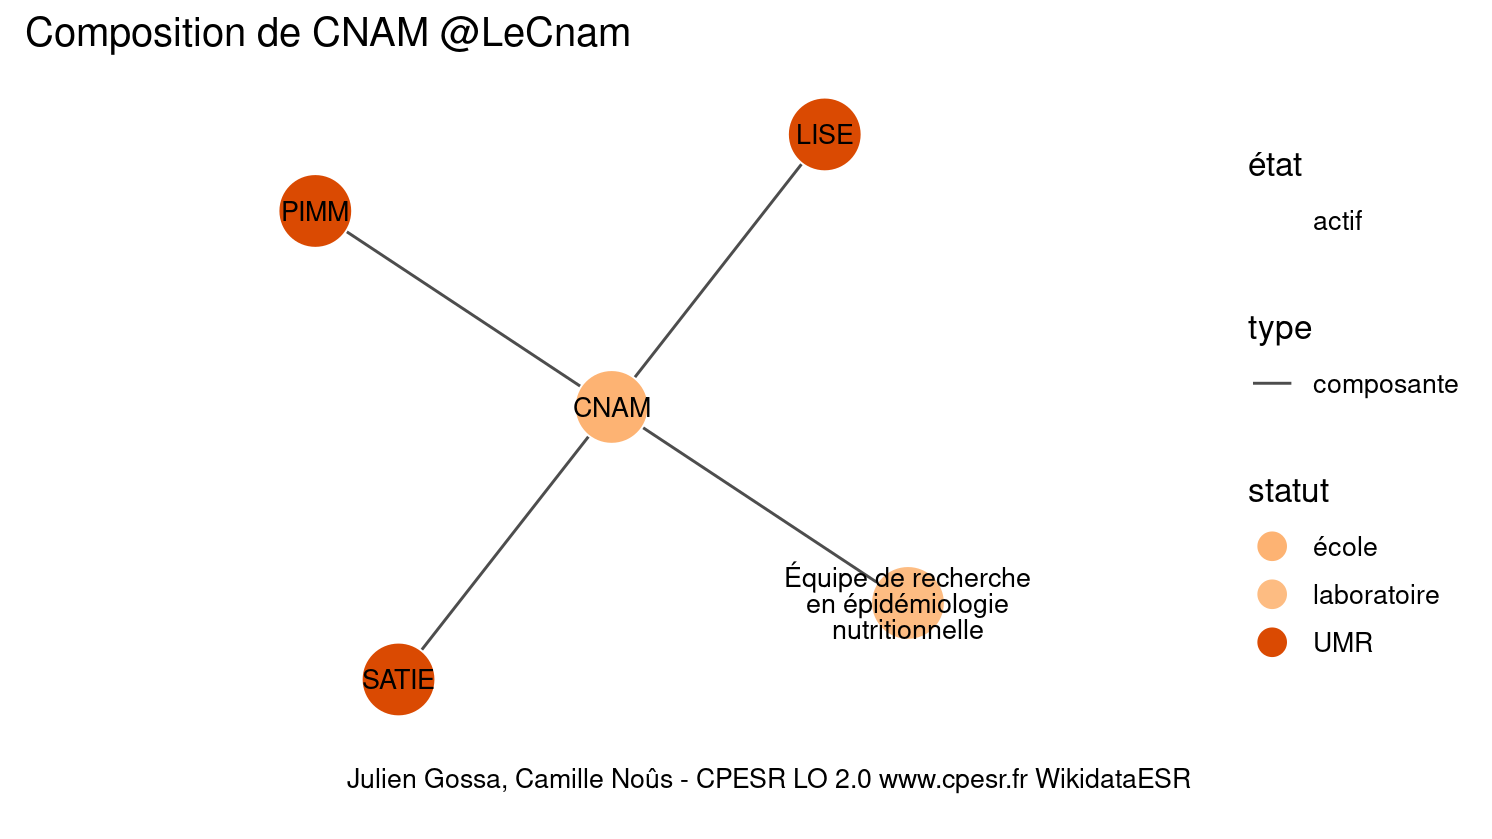 Composition de CNAM @LeCnam
LISE
PIMM
CNAM
Équipe de recherche
en épidémiologie
nutritionnelle
SATIE
état
actif
type
composante
statut
école
laboratoire
UMR
Julien Gossa, Camille Noûs - CPESR LO 2.0 www.cpesr.fr WikidataESR